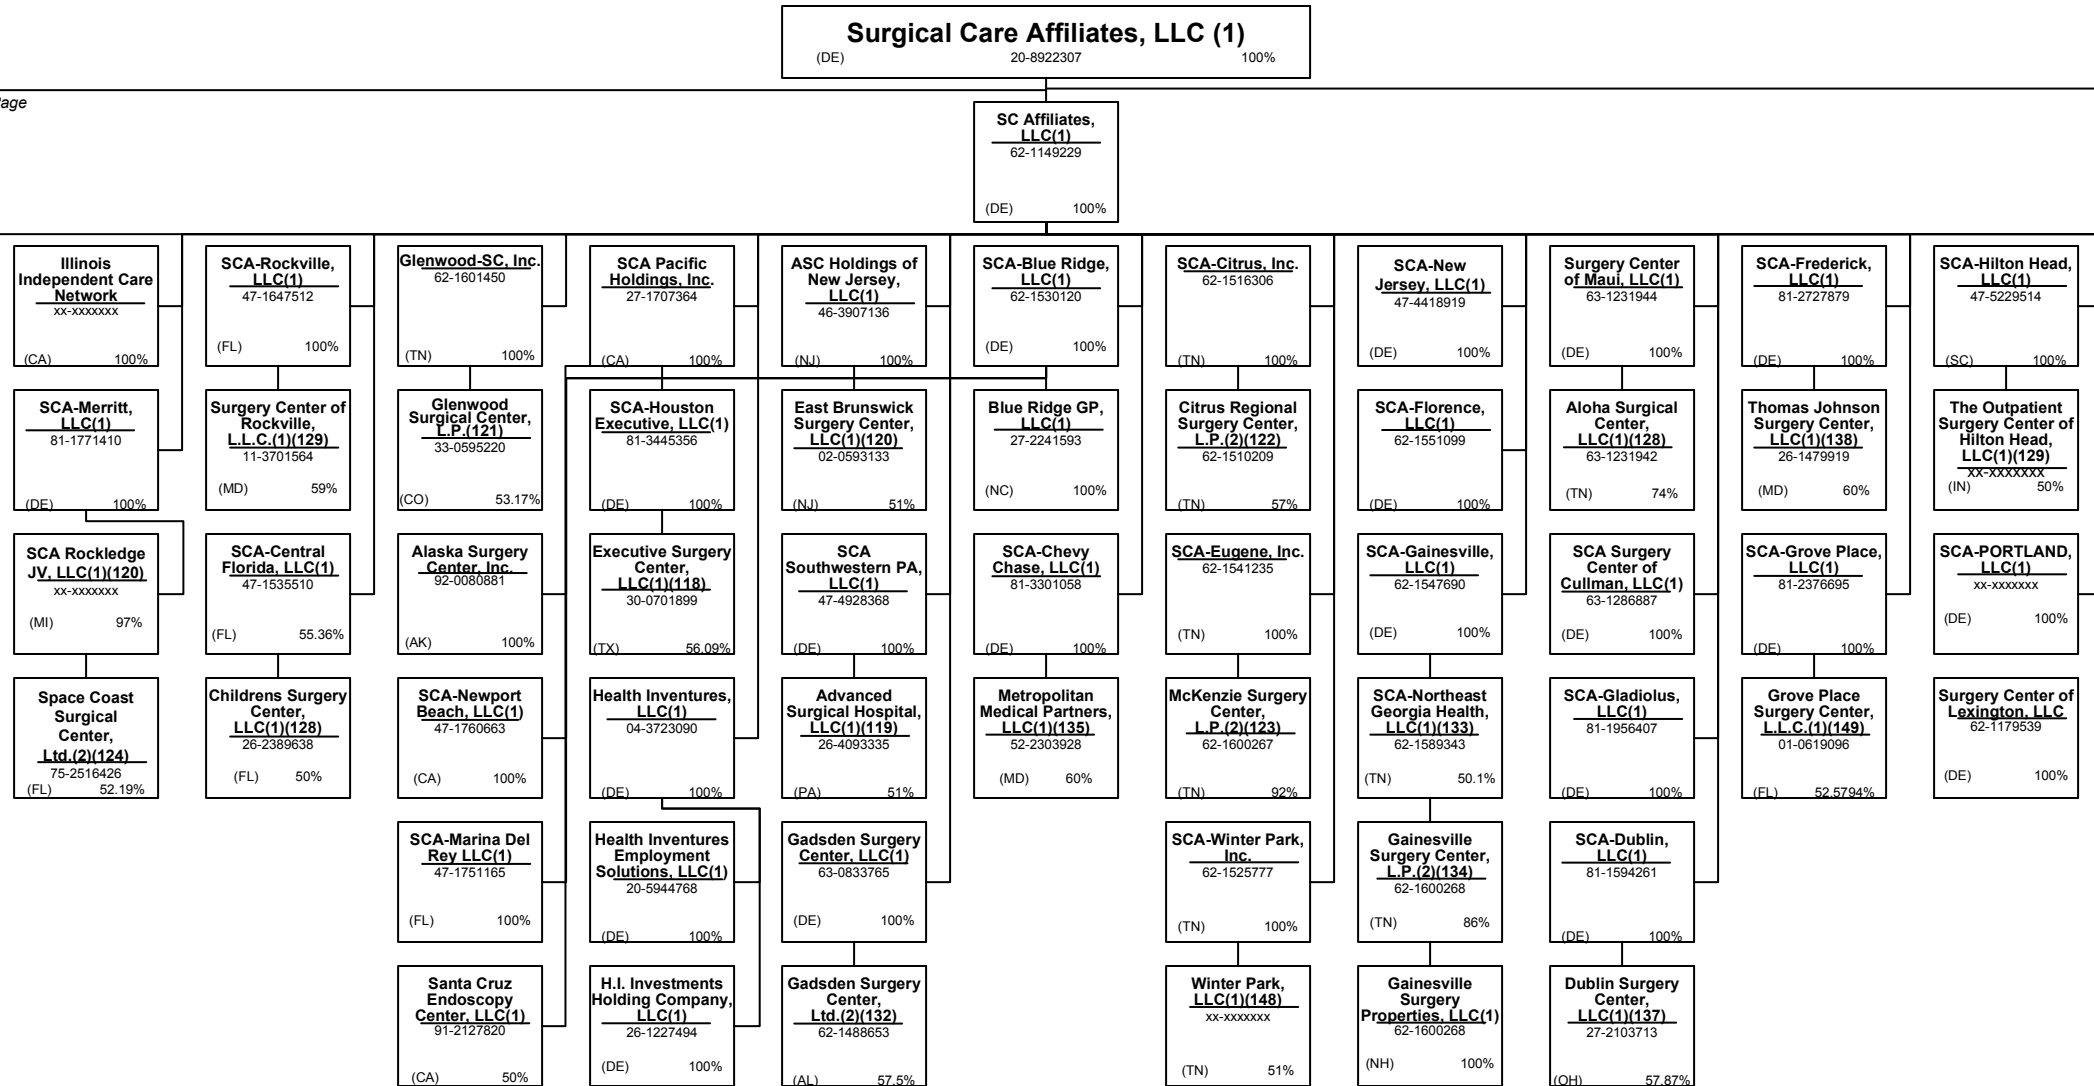 Surgical Care Affiliates, LLC (1)
(DE) 20-8922307 100%
Page
SC Affiliates,
LLC(1)
62-1149229
(DE) 100%
Illinois
Independent Care
Network
xx-xxxxxxx
(CA) 100%
SCA-Rockville,
LLC(1)
47-1647512
(FL) 100%
Glenwood-SC, Inc.
62-1601450
(TN) 100%
SCA Pacific
Holdings, Inc.
27-1707364
(CA) 100%
ASC Holdings of
New Jersey,
LLC(1)
46-3907136
(NJ) 100%
SCA-Blue Ridge,
LLC(1)
62-1530120
(DE) 100%
SCA-Citrus, Inc.
62-1516306
(TN) 100%
SCA-New
Jersey, LLC(1)
47-4418919
(DE) 100%
Surgery Center
of Maui, LLC(1)
63-1231944
(DE) 100%
SCA-Frederick,
LLC(1)
81-2727879
(DE) 100%
SCA-Hilton Head,
LLC(1)
47-5229514
(SC) 100%
SCA-Merritt,
LLC(1)
81-1771410
(DE) 100%
Surgery Center of
Rockville,
L.L.C.(1)(129)
11-3701564
(MD) 59%
Glenwood
Surgical Center,
L.P.(121)
33-0595220
(CO) 53.17%
SCA-Houston
Executive, LLC(1)
81-3445356
(DE) 100%
East Brunswick
Surgery Center,
LLC(1)(120)
02-0593133
(NJ) 51%
Blue Ridge GP,
LLC(1)
27-2241593
(NC) 100%
Citrus Regional
Surgery Center,
L.P.(2)(122)
62-1510209
(TN) 57%
SCA-Florence,
LLC(1)
62-1551099
(DE) 100%
Aloha Surgical
Center,
LLC(1)(128)
63-1231942
(TN) 74%
Thomas Johnson
Surgery Center,
LLC(1)(138)
26-1479919
(MD) 60%
The Outpatient
Surgery Center of
Hilton Head,
LLC(1)(129)
xx-xxxxxxx
(IN) 50%
SCA Rockledge
JV, LLC(1)(120)
xx-xxxxxxx
(MI) 97%
SCA-Central
Florida, LLC(1)
47-1535510
(FL) 55.36%
Alaska Surgery
Center, Inc.
92-0080881
(AK) 100%
Executive Surgery
Center,
LLC(1)(118)
30-0701899
(TX) 56.09%
SCA
Southwestern PA,
LLC(1)
47-4928368
(DE) 100%
SCA-Chevy
Chase, LLC(1)
81-3301058
(DE) 100%
SCA-Eugene, Inc.
62-1541235
(TN) 100%
SCA-Gainesville,
LLC(1)
62-1547690
(DE) 100%
SCA Surgery
Center of
Cullman, LLC(1)
63-1286887
(DE) 100%
SCA-Grove Place,
LLC(1)
81-2376695
(DE) 100%
SCA-PORTLAND,
LLC(1)
xx-xxxxxxx
(DE) 100%
Space Coast
Surgical
Center,
Ltd.(2)(124)
75-2516426
(FL) 52.19%
Childrens Surgery
Center,
LLC(1)(128)
26-2389638
(FL) 50%
SCA-Newport
Beach, LLC(1)
47-1760663
(CA) 100%
Health Inventures,
LLC(1)
04-3723090
(DE) 100%
Advanced
Surgical Hospital,
LLC(1)(119)
26-4093335
(PA) 51%
Metropolitan
Medical Partners,
LLC(1)(135)
52-2303928
(MD) 60%
McKenzie Surgery
Center,
L.P.(2)(123)
62-1600267
(TN) 92%
SCA-Northeast
Georgia Health,
LLC(1)(133)
62-1589343
(TN) 50.1%
SCA-Gladiolus,
LLC(1)
81-1956407
(DE) 100%
Grove Place
Surgery Center,
L.L.C.(1)(149)
01-0619096
(FL) 52.5794%
Surgery Center of
Lexington, LLC
62-1179539
(DE) 100%
SCA-Marina Del
Rey LLC(1)
47-1751165
(FL) 100%
Health Inventures
Employment
Solutions, LLC(1)
20-5944768
(DE) 100%
Gadsden Surgery
Center, LLC(1)
63-0833765
(DE) 100%
SCA-Winter Park,
Inc.
62-1525777
(TN) 100%
Gainesville
Surgery Center,
L.P.(2)(134)
62-1600268
(TN) 86%
SCA-Dublin,
LLC(1)
81-1594261
(DE) 100%
Santa Cruz
Endoscopy
Center, LLC(1)
91-2127820
(CA) 50%
H.I. Investments
Holding Company,
LLC(1)
26-1227494
(DE) 100%
Gadsden Surgery
Center,
Ltd.(2)(132)
62-1488653
(AL) 57.5%
Winter Park,
LLC(1)(148)
xx-xxxxxxx
(TN) 51%
Gainesville
Surgery
Properties, LLC(1)
62-1600268
(NH) 100%
Dublin Surgery
Center,
LLC(1)(137)
27-2103713
(OH) 57.87%